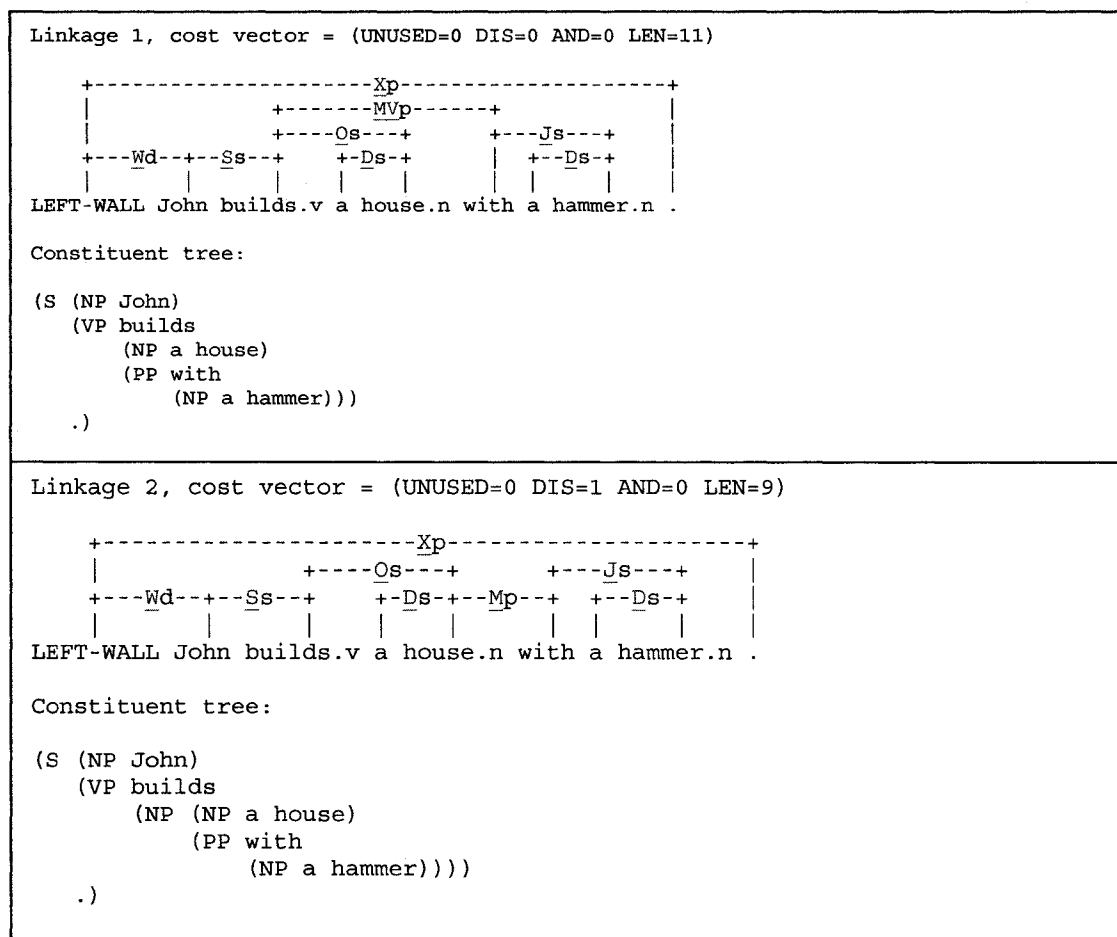 Linkage 1, cost vector = (UNUSED=0 DIS=0 AND=0 LEN=11)
+---------------------Xp---------------------+
|                +-------MVp-------+               |
|                +----Os---+       +---Js---+    |
+---Wd--+--Ss--+     +-Ds-+       |  +--Ds-+    |
|       |      |     |    |       |  |     |    |
LEFT-WALL John builds.v a house.n with a hammer.n .
Constituent tree:
(S (NP John)
(VP builds
(NP a house)
(PP with
(NP a hammer)))
.)
Linkage 2, cost vector = (UNUSED=0 DIS=1 AND=0 LEN=9)
+----------------------Xp----------------------+
|              +----Os---+      +---Js---+     |
+---Wd--+--Ss--+    +-Ds-+--Mp--+  +--Ds-+     |
|       |      |    |    |      |  |     |     |
LEFT-WALL John builds.v a house.n with a hammer.n .
Constituent tree:
(S (NP John)
(VP builds
(NP (NP a house)
(PP with
(NP a hammer))))
.)